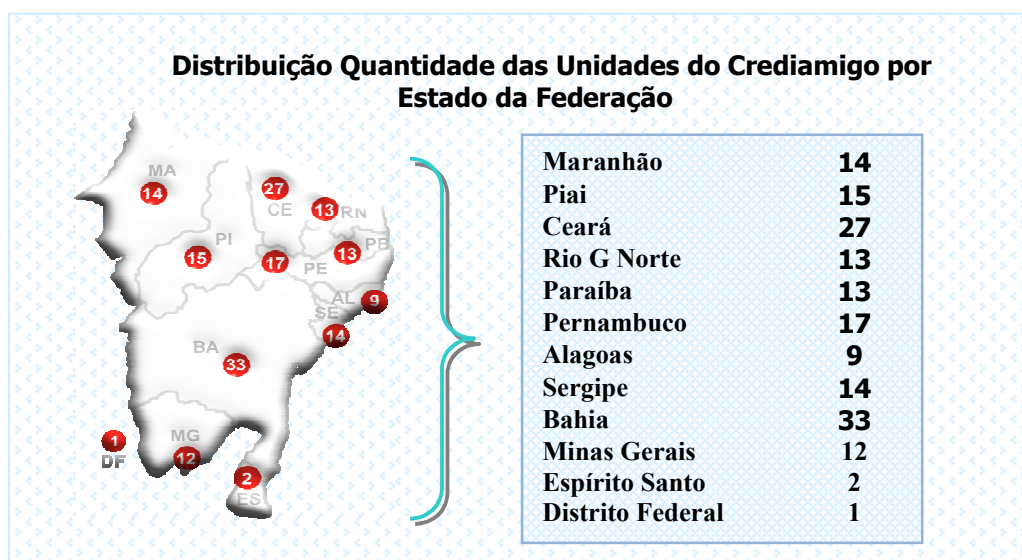 Distribuição Quantidade das Unidades do Crediamigo por
Estado da Federação
MA
14
27
CE
13
RN
PI
15
17
PE
13
PB
AL
9
SE
14
BA
33
1
DF
MG
12
2
ES
Maranhão 14
Piai 15
Ceará 27
Rio G Norte 13
Paraíba 13
Pernambuco 17
Alagoas 9
Sergipe 14
Bahia 33
Minas Gerais 12
Espírito Santo 2
Distrito Federal 1